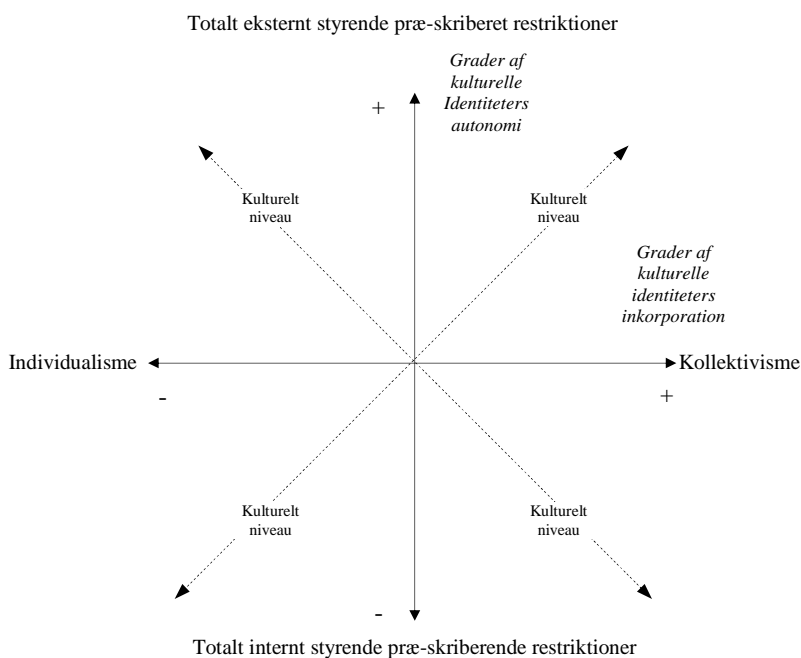 Totalt eksternt styrende præ-skriberet restriktioner
Grader af
kulturelle
Identiteters
autonomi
+
Kulturelt
niveau
Kulturelt
niveau
Grader af
kulturelle
identiteters
inkorporation
Individualisme
Kollektivisme
-
+
Kulturelt
niveau
Kulturelt
niveau
-
Totalt internt styrende præ-skriberende restriktioner